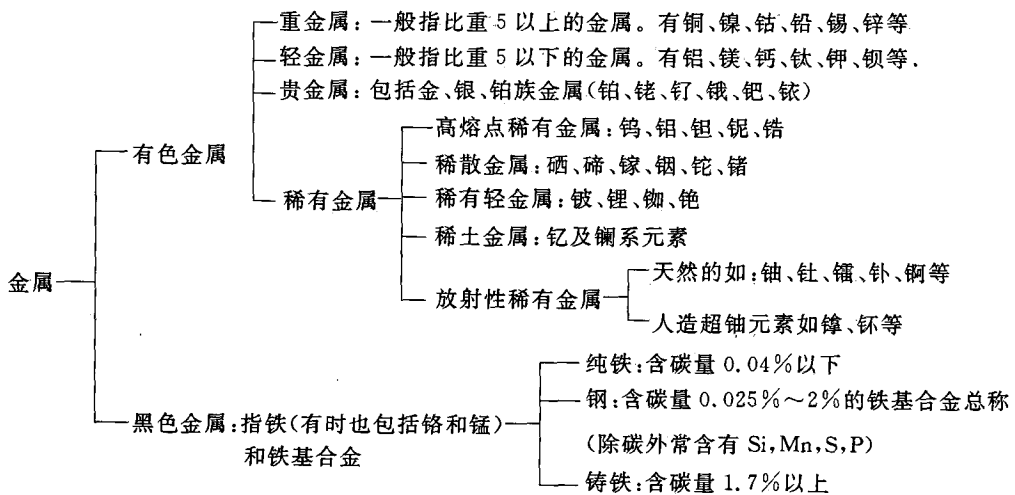 重金属：一般指比重5以上的金属。有铜、镍、钴、铅、锡、锌等
轻金属：一般指比重5以下的金属。有铝、镁、钙、钛、钾、钡等.
贵金属：包括金、银、铂族金属(铂、铑、钌、锇、钯、铱)
高熔点稀有金属：钨、钼、钽、铌、锆
有色金属
稀散金属：硒、碲、镓、铟、铊、锗
稀有金属
稀有轻金属：铍、锂、铷、铯
稀土金属：钇及镧系元素
金属
天然的如：铀、钍、镭、钋、锕等
放射性稀有金属
人造超铀元素如镎、钚等
纯铁：含碳量 0.04%以下
钢：含碳量 0.025%～2%的铁基合金总称
黑色金属：指铁(有时也包括铬和锰)
和铁基合金
(除碳外常含有 Si,Mn,S,P)
铸铁：含碳量 1.7%以上